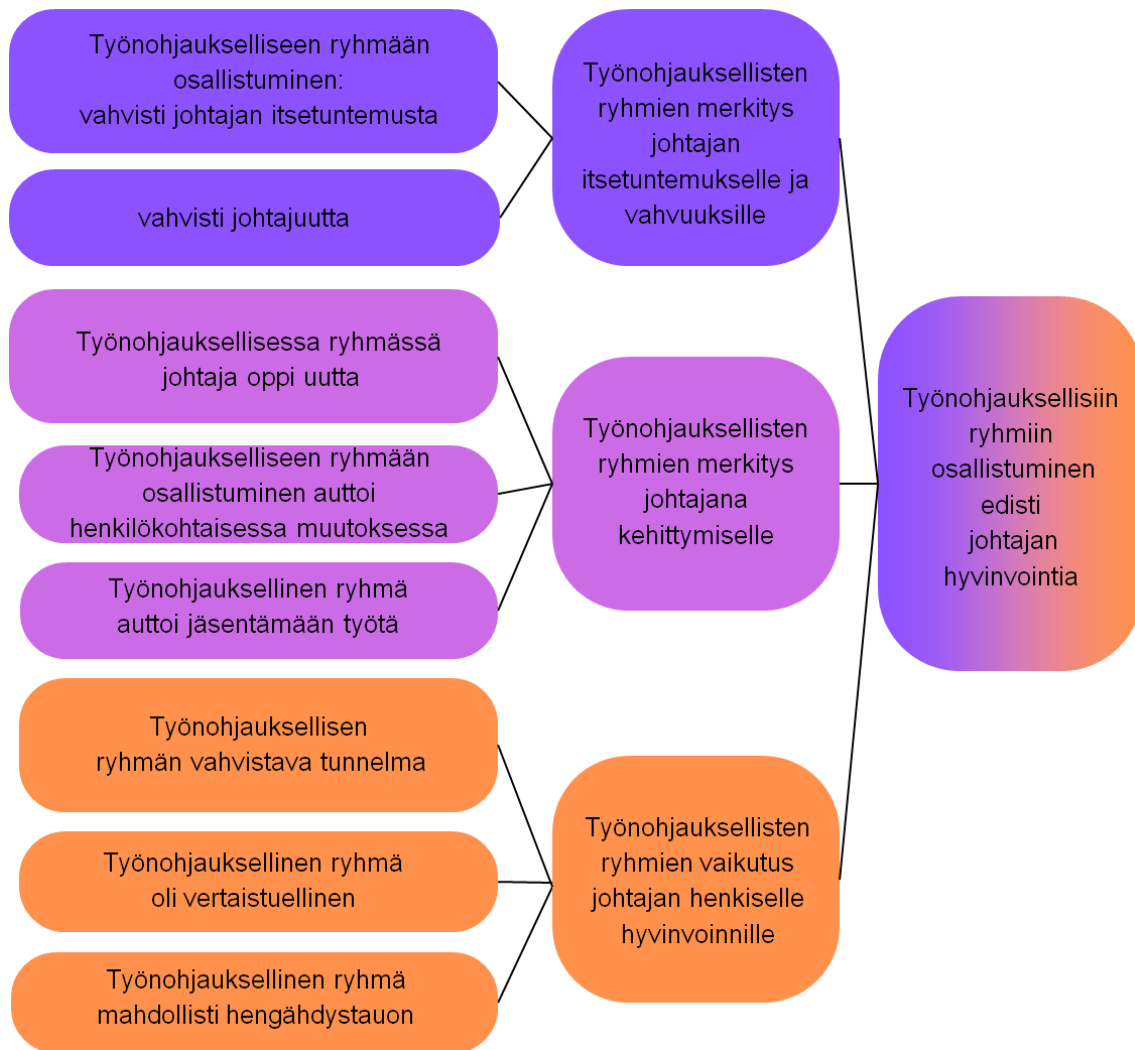 Työnohjaukselliseen ryhmään
osallistuminen:
vahvisti johtajan itsetuntemusta
vahvisti johtajuutta
Työnohjauksellisten
ryhmien merkitys
johtajan
itsetuntemukselle ja
vahvuuksille
Työnohjauksellisessa ryhmässä
johtaja oppi uutta
Työnohjaukselliseen ryhmään
osallistuminen auttoi
henkilökohtaisessa muutoksessa
Työnohjauksellinen ryhmä
auttoi jäsentämään työtä
Työnohjauksellisten
ryhmien merkitys
johtajana
kehittymiselle
Työnohjauksellisen
ryhmän vahvistava tunnelma
Työnohjauksellinen ryhmä
oli vertaistuellinen
Työnohjauksellinen ryhmä
mahdollisti hengähdystauon
Työnohjauksellisten
ryhmien vaikutus
johtajan henkiselle
hyvinvoinnille
Työnohjauksellisiin
ryhmiin
osallistuminen
edisti
johtajan
hyvinvointia